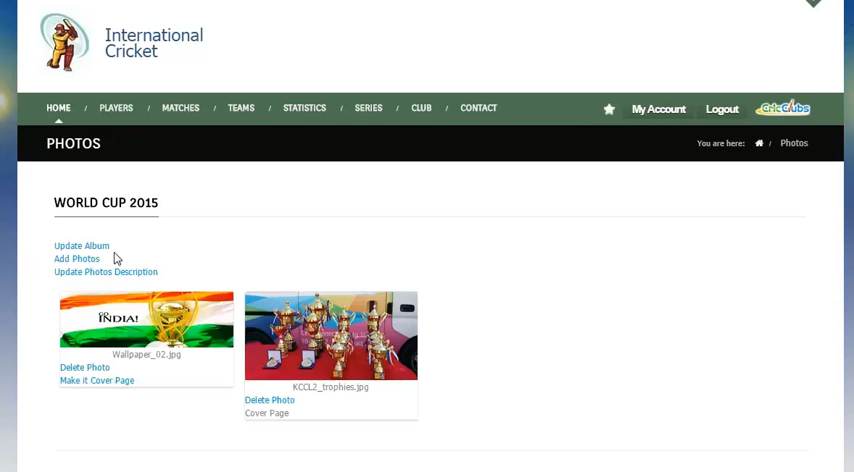 International
Cricket
HOME / PLAYERS / MATCHES / TEAMS / STATISTICS / SERIES / CLUB / CONTACT
My Account Logout CricClubs
PHOTOS
You are here: / Photos
WORLD CUP 2015
Update Album
Add Photos
Update Photos Description
INDIA!
Wallpaper_02.jpg
Delete Photo
Make it Cover Page
KCCL2_trophies.jpg
Delete Photo
Cover Page